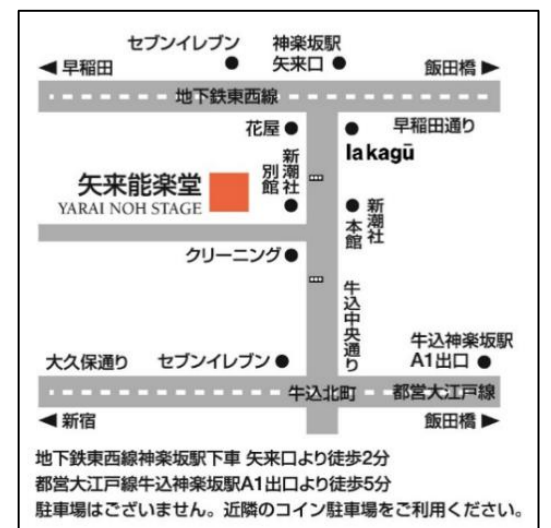 セブンイレブン
神楽坂駅
矢来口
◀早稲田
飯田橋▶
地下鉄東西線
花屋
早稲田通り
la kagū
新潮社
別館
矢来能楽堂
YARAI NOH STAGE
新潮社
本館
クリーニング
牛込中央通り
牛込神楽坂駅
A1出口
大久保通り
セブンイレブン
牛込北町
都営大江戸線
◀新宿
飯田橋▶
地下鉄東西線神楽坂駅下車 矢来口より徒歩2分
都営大江戸線牛込神楽坂駅A1出口より徒歩5分
駐車場はございません。近隣のコイン駐車場をご利用ください。